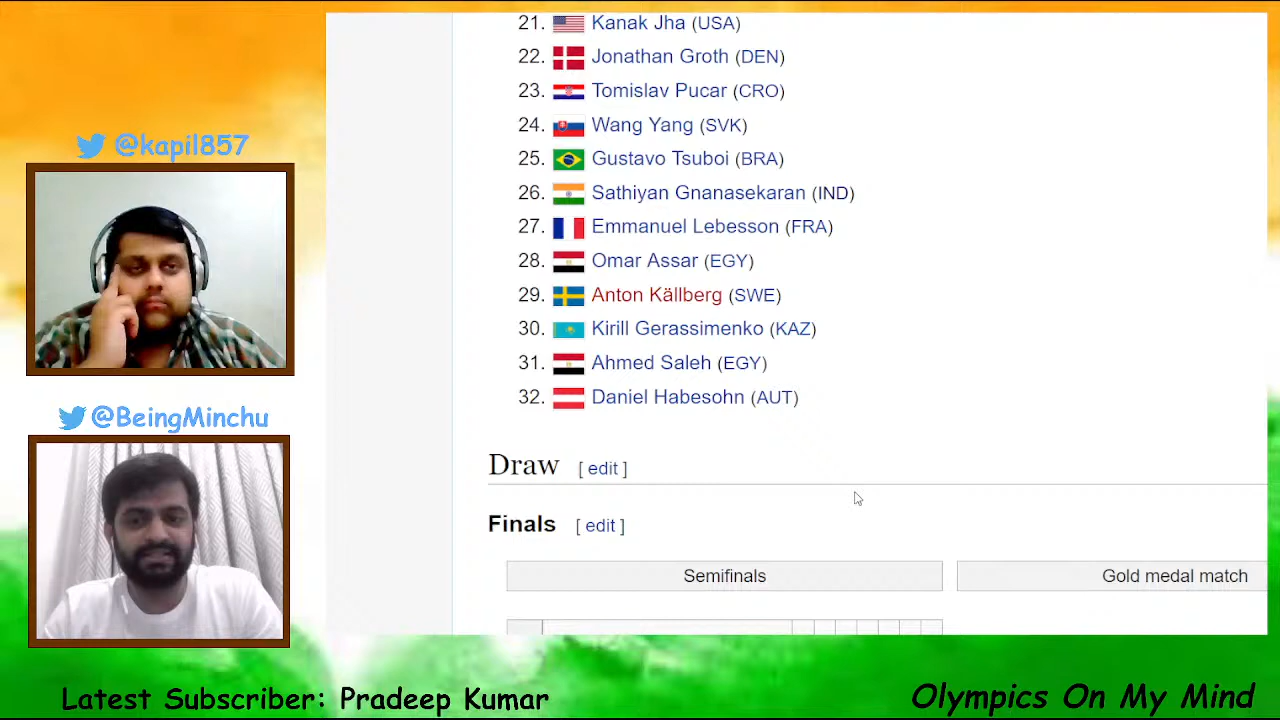 21. Kanak Jha (USA)
22. Jonathan Groth (DEN)
23. Tomislav Pucar (CRO)
24. Wang Yang (SVK)
25. Gustavo Tsuboi (BRA)
26. Sathiyan Gnanasekaran (IND)
27. Emmanuel Lebesson (FRA)
28. Omar Assar (EGY)
29. Anton Källberg (SWE)
30. Kirill Gerassimenko (KAZ)
31. Ahmed Saleh (EGY)
32. Daniel Habesohn (AUT)
Draw [ edit ]
Finals [ edit ]
Semifinals Gold medal match
@kapil857
@BeingMinchu
Latest Subscriber: Pradeep Kumar
Olympics On My Mind